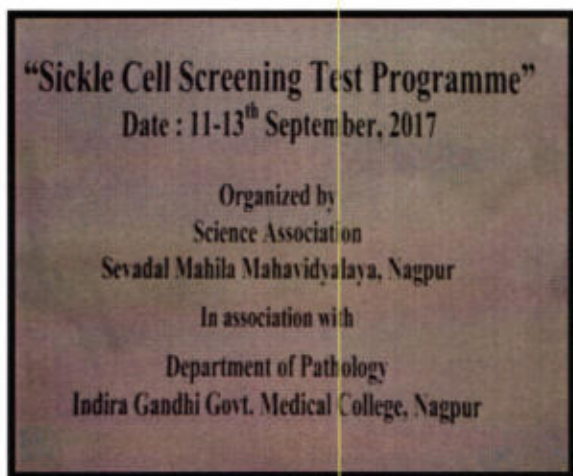 “Sickle Cell Screening Test Programme”
Date : 11-13th September, 2017
Organized by
Science Association
Sevadal Mahila Mahavidyalaya, Nagpur
In association with
Department of Pathology
Indira Gandhi Govt. Medical College, Nagpur